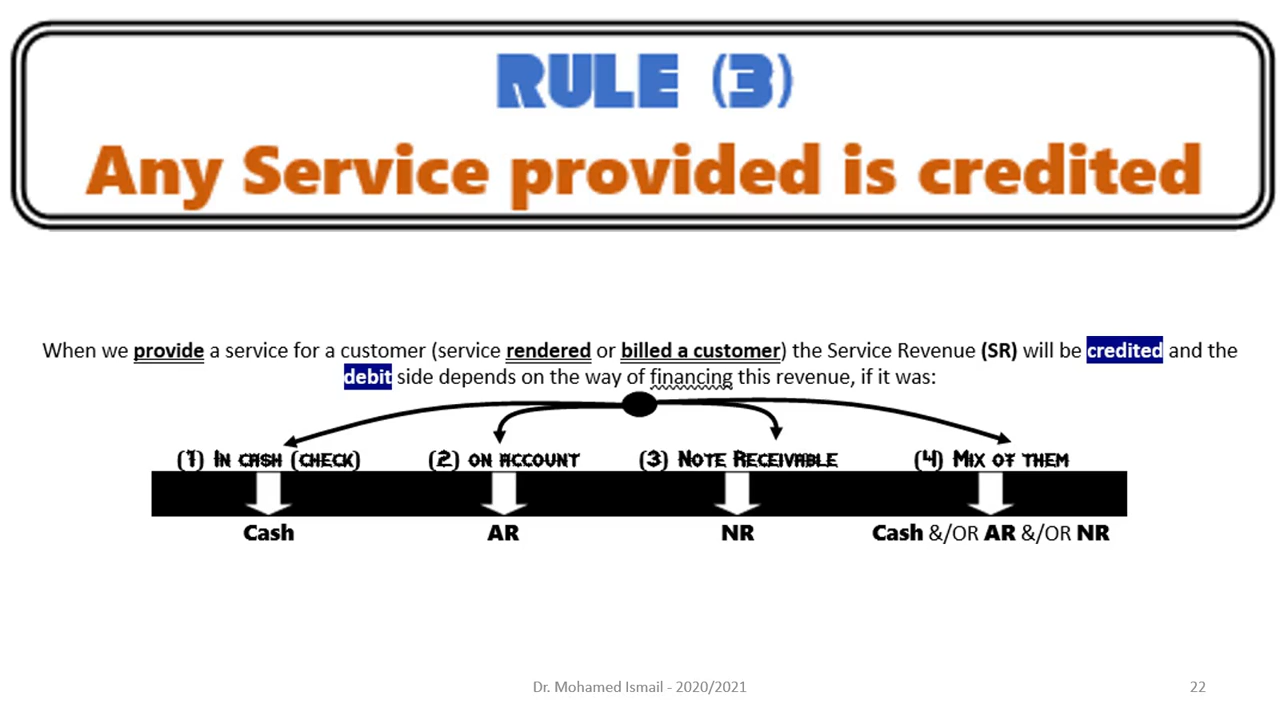 RULE (3)
Any Service provided is credited
When we provide a service for a customer (service rendered or billed a customer) the Service Revenue (SR) will be credited and the
debit side depends on the way of financing this revenue, if it was:
(1) In cash (check) (2) on account (3) Note Receivable (4) Mix of them
Cash AR NR Cash &/OR AR &/OR NR
Dr. Mohamed Ismail - 2020/2021 22